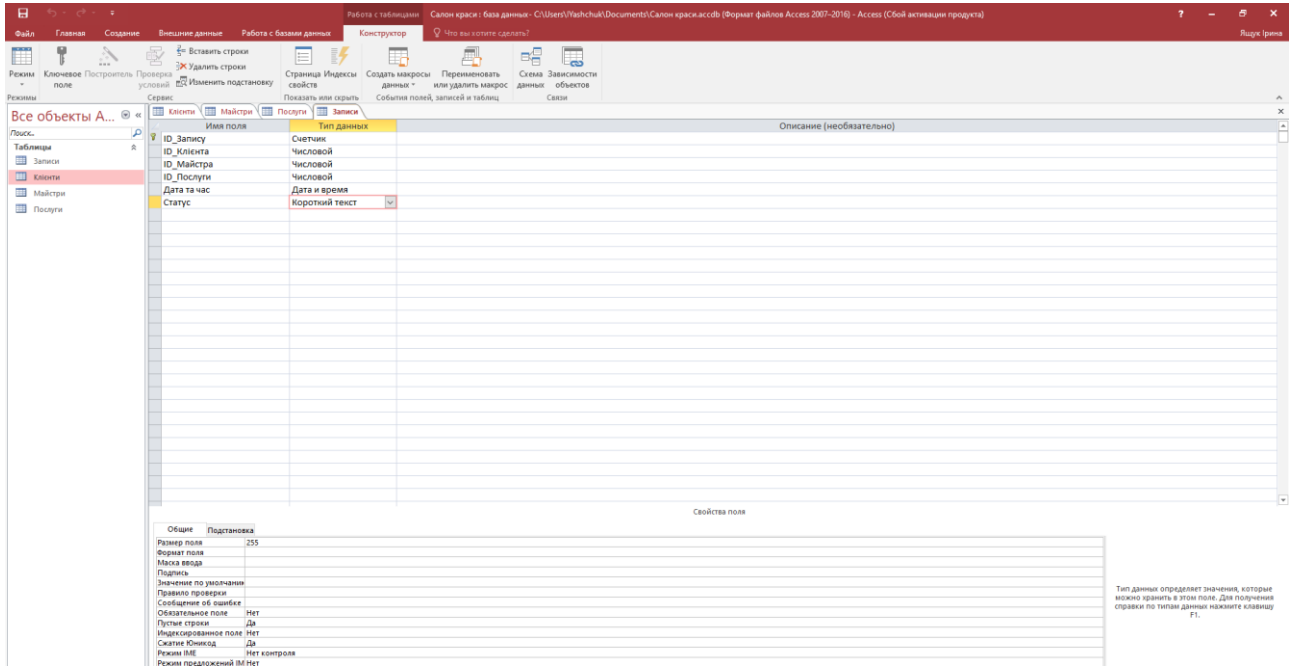 Работа с таблицами Салон краси : база данных- C:\Users\IYashchuk\Documents\Салон краси.accdb (Формат файлов Access 2007–2016) - Access (Сбой активации продукта)
Файл Главная Создание Внешние данные Работа с базами данных Конструктор Что вы хотите сделать? Ящук Ірина
Режим
Ключевое поле
Построитель
Проверка условий
Вставить строки
Удалить строки
Изменить подстановку
Страница свойств
Индексы
Создать макросы данных
Переименовать или удалить макрос
Схема данных
Зависимости объектов
Режимы Сервис Показать или скрыть События полей, записей и таблиц Связи
Все объекты A...
Поиск..
Таблицы
Записи
Клієнти
Майстри
Послуги
Клієнти Майстри Послуги Записи
Имя поля Тип данных Описание (необязательно)
ID_Запису Счетчик
ID_Клієнта Числовой
ID_Майстра Числовой
ID_Послуги Числовой
Дата та час Дата и время
Статус Короткий текст
Свойства поля
Общие Подстановка
Размер поля 255
Формат поля
Маска ввода
Подпись
Значение по умолчани
Правило проверки
Сообщение об ошибке
Обязательное поле Нет
Пустые строки Да
Индексированное поле Нет
Сжатие Юникод Да
Режим IME Нет контроля
Режим предложений IM Нет
Тип данных определяет значения, которые
можно хранить в этом поле. Для получения
справки по типам данных нажмите клавишу
F1.